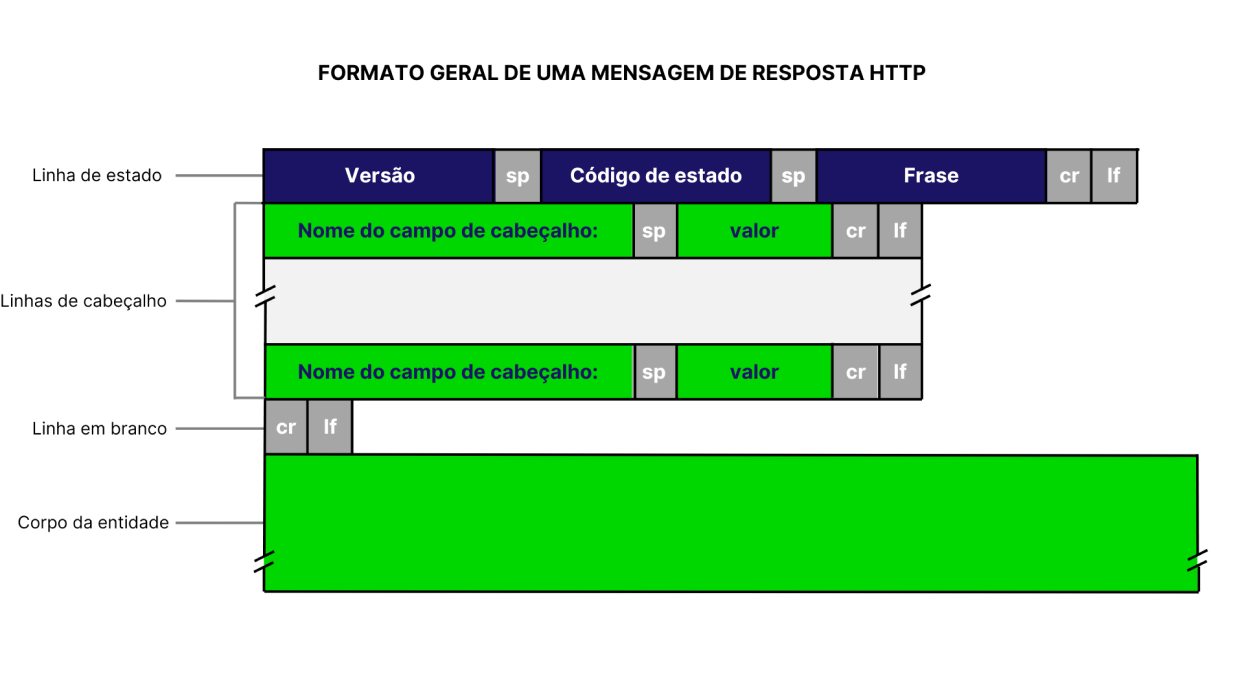 FORMATO GERAL DE UMA MENSAGEM DE RESPOSTA HTTP
Linha de estado
Versão sp Código de estado sp Frase cr lf
Nome do campo de cabeçalho: sp valor cr lf
Linhas de cabeçalho
Nome do campo de cabeçalho: sp valor cr lf
Linha em branco
cr lf
Corpo da entidade